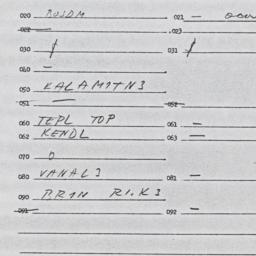 020 RUJDM 021 —
022 — 023
030 / 031 /
040 —
050 KALAMITN3
051 — 052
060 TEPL TOP 061 —
062 KENDL 063 —
070 0
080 VANAL3 081 —
090 BRAN RIK3
091 092 —